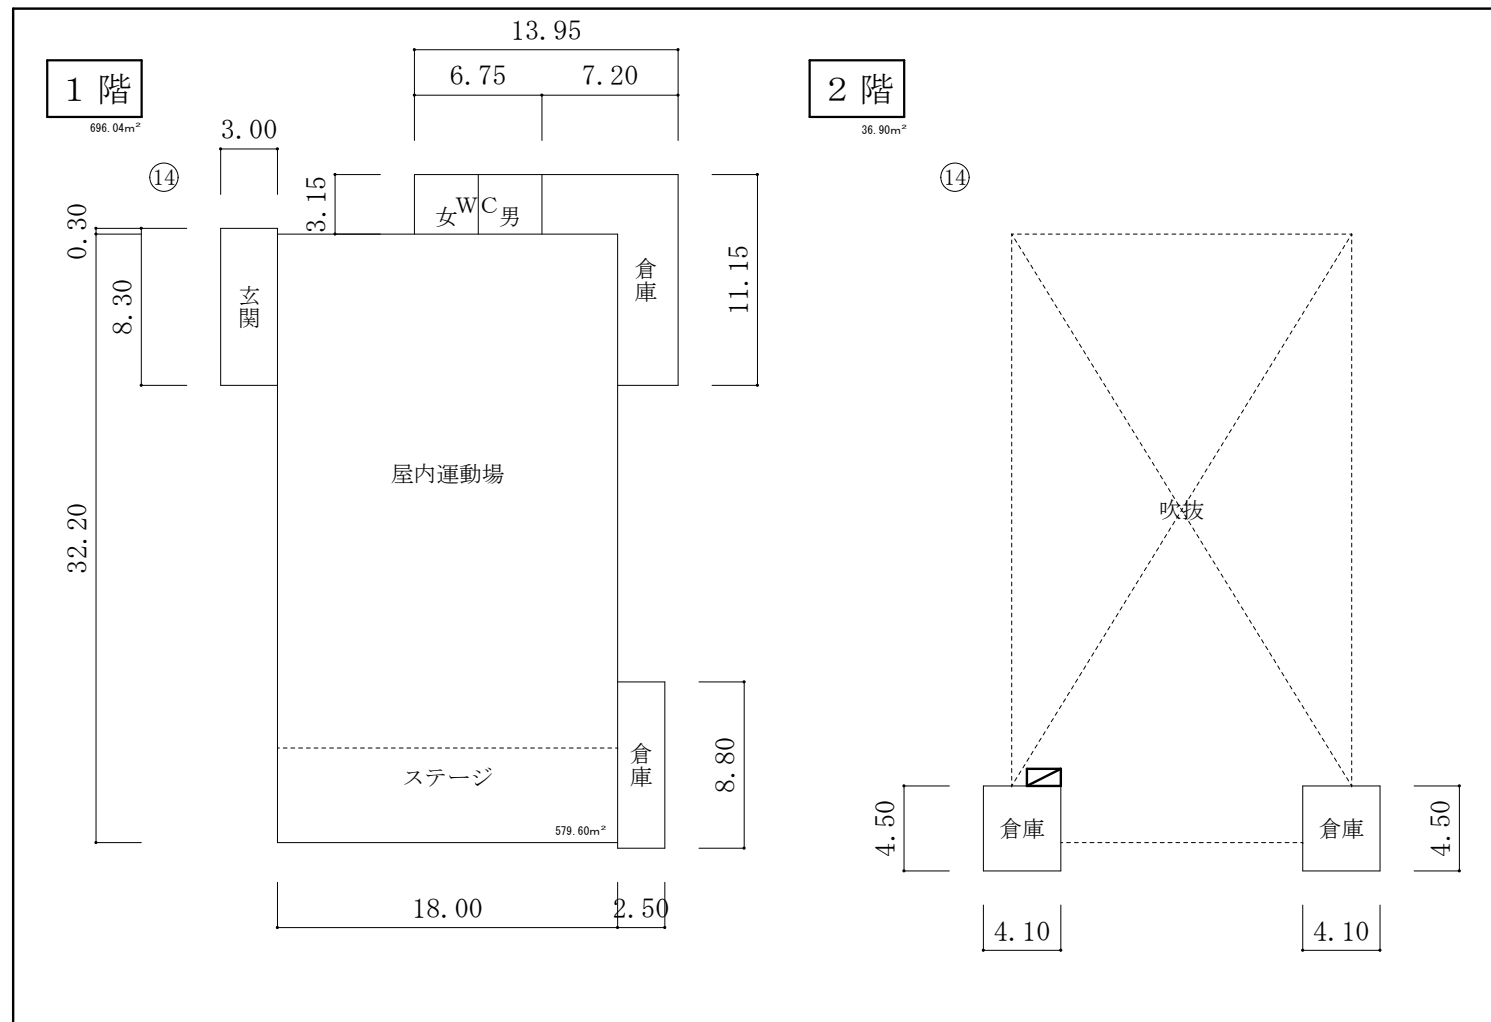 1 階
696.04m²
⑭
13.95
6.75
7.20
3.00
3.15
0.30
8.30
32.20
11.15
女
WC
男
倉庫
玄関
屋内運動場
ステージ
579.60m²
倉庫
8.80
18.00
2.50
2 階
36.90m²
⑭
吹抜
倉庫
倉庫
4.50
4.50
4.10
4.10